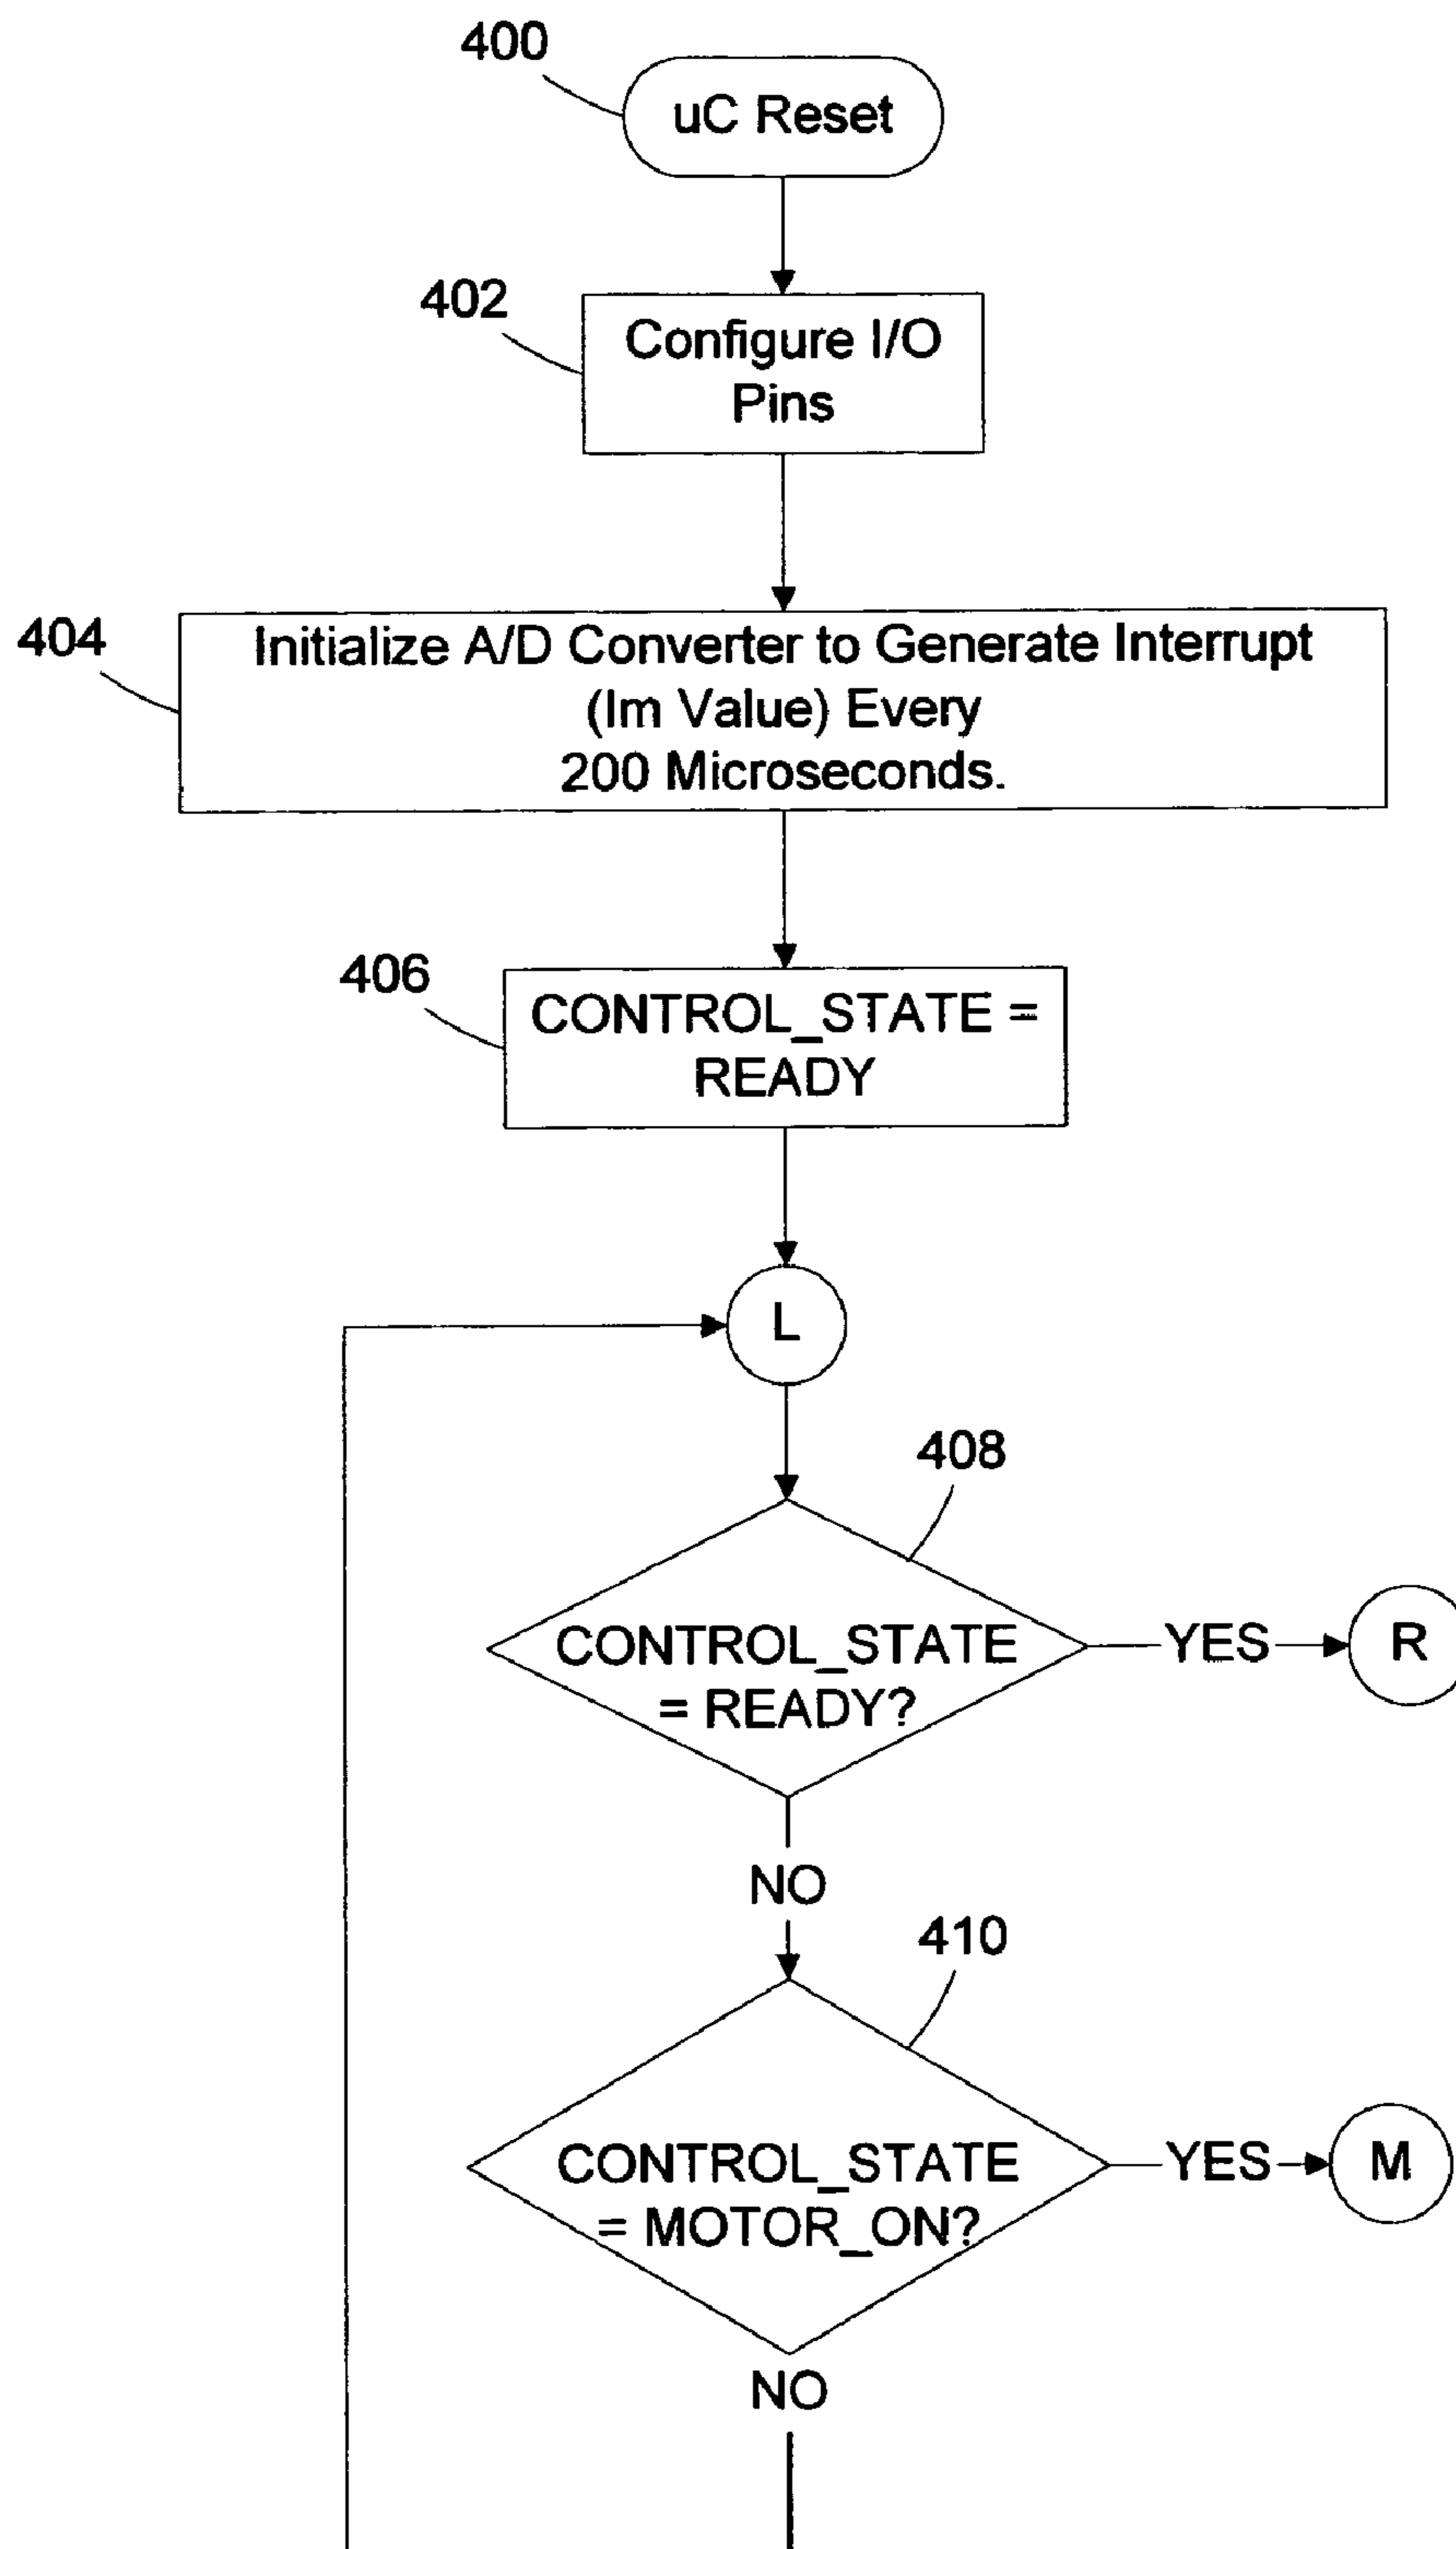 400
uC Reset
402
Configure I/O
Pins
404
Initialize A/D Converter to Generate Interrupt
(Im Value) Every
200 Microseconds.
406
CONTROL_STATE =
READY
L
408
CONTROL_STATE
= READY?
YES
R
NO
410
CONTROL_STATE
= MOTOR_ON?
YES
M
NO